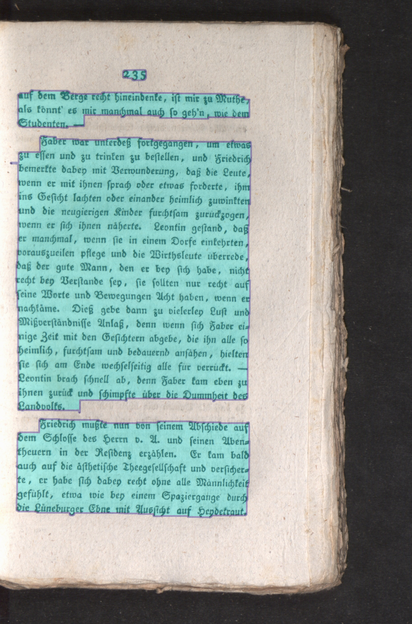 235
auf dem Berge recht hineindenke, ist mir zu Muthe,
als könnt' es mir manchmal auch so geh'n, wie dem
Studenten. —
Faber war unterdeß fortgegangen, um etwas
zu essen und zu trinken zu bestellen, und Friedrich
bemerkte dabey mit Verwunderung, daß die Leute,
wenn er mit ihnen sprach oder etwas forderte, ihm
ins Gesicht lachten oder einander heimlich zuwinkten
und die neugierigen Kinder furchtsam zurückzogen,
wenn er sich ihnen näherte. Leontin gestand, daß
er manchmal, wenn sie in einem Dorfe einkehrten,
vorauszueilen pflege und die Wirthsleute überrede,
daß der gute Mann, den er bey sich habe, nicht
recht bey Verstande sey, sie sollten nur recht auf
seine Worte und Bewegungen Acht haben, wenn er
nachkäme. Dieß gebe dann zu vielerley Lust und
Mißverständnisse Anlaß, denn wenn sich Faber ei-
nige Zeit mit den Gesichtern abgebe, die ihn alle so
heimlich, furchtsam und bedauernd ansähen, hielten
sie sich am Ende wechselseitig alle für verrückt. —
Leontin brach schnell ab, denn Faber kam eben zu
ihnen zurück und schimpfte über die Dummheit des
Landvolks.
Friedrich mußte nun von seinem Abschiede auf
dem Schlosse des Herrn v. A. und seinen Aben-
theuern in der Residenz erzählen. Er kam bald
auch auf die ästhetische Theegesellschaft und versicher-
te, er habe sich dabey recht ohne alle Männlichkeit
gefühlt, etwa wie bey einem Spaziergange durch
die Lüneburger Ebne mit Aussicht auf Heydekraut.